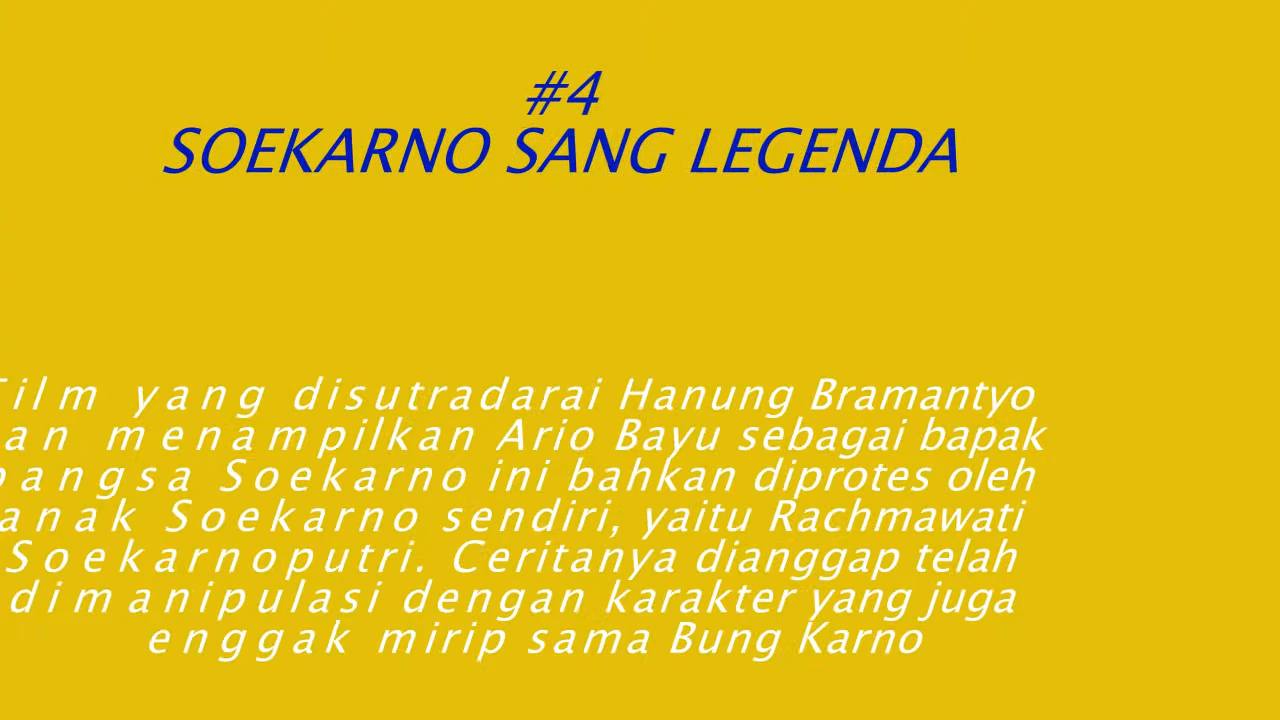 #4
SOEKARNO SANG LEGENDA
Film yang disutradarai Hanung Bramantyo
an menampilkan Ario Bayu sebagai bapak
bangsa Soekarno ini bahkan diprotes oleh
anak Soekarno sendiri, yaitu Rachmawati
Soekarnoputri. Ceritanya dianggap telah
dimanipulasi dengan karakter yang juga
enggak mirip sama Bung Karno